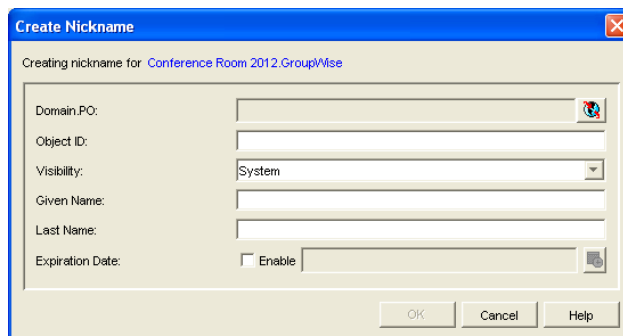 Create Nickname
Creating nickname for Conference Room 2012.GroupWise
Domain.PO:
Object ID:
Visibility: System
Given Name:
Last Name:
Expiration Date: Enable
OK Cancel Help